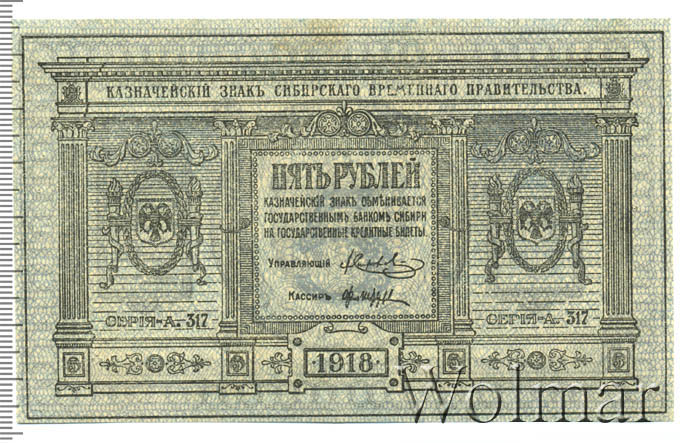 КАЗНАЧЕЙСКІЙ ЗНАКЪ СИБИРСКАГО ВРЕМЕННАГО ПРАВИТЕЛЬСТВА.
ПЯТЬ РУБЛЕЙ
КАЗНАЧЕЙСКІЙ ЗНАКЪ ОБМѢНИВАЕТСЯ
ГОСУДАРСТВЕННЫМЪ БАНКОМЪ СИБИРИ
НА ГОСУДАРСТВЕННЫЕ КРЕДИТНЫЕ БИЛЕТЫ.
УПРАВЛЯЮЩІЙ
КАССИРЪ
СЕРІЯ-А. 317
СЕРІЯ-А. 317
5 5 5 5
1918
Wolmar